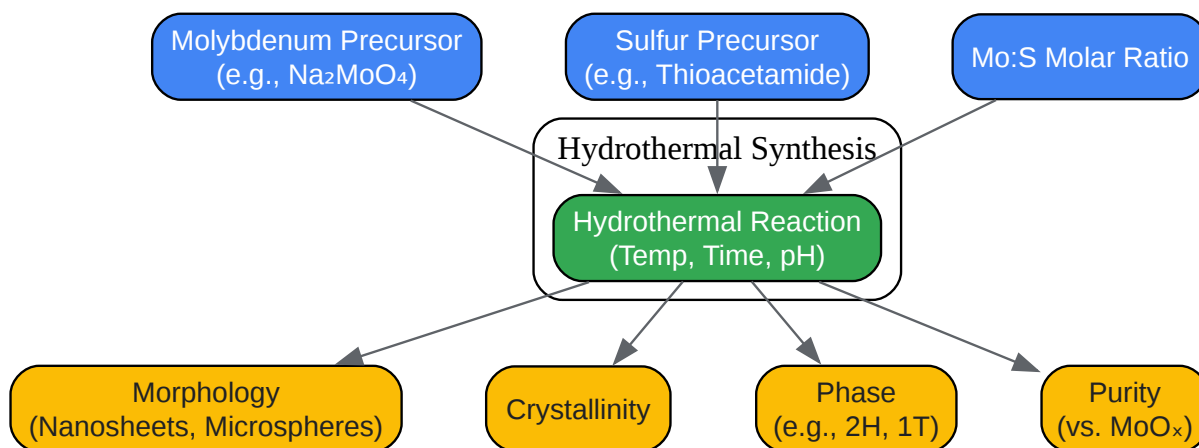 Molybdenum Precursor
(e.g., Na₂MoO₄)
Sulfur Precursor
(e.g., Thioacetamide)
Mo:S Molar Ratio
Hydrothermal Synthesis
Hydrothermal Reaction
(Temp, Time, pH)
Morphology
(Nanosheets, Microspheres)
Crystallinity
Phase
(e.g., 2H, 1T)
Purity
(vs. MoOₓ)